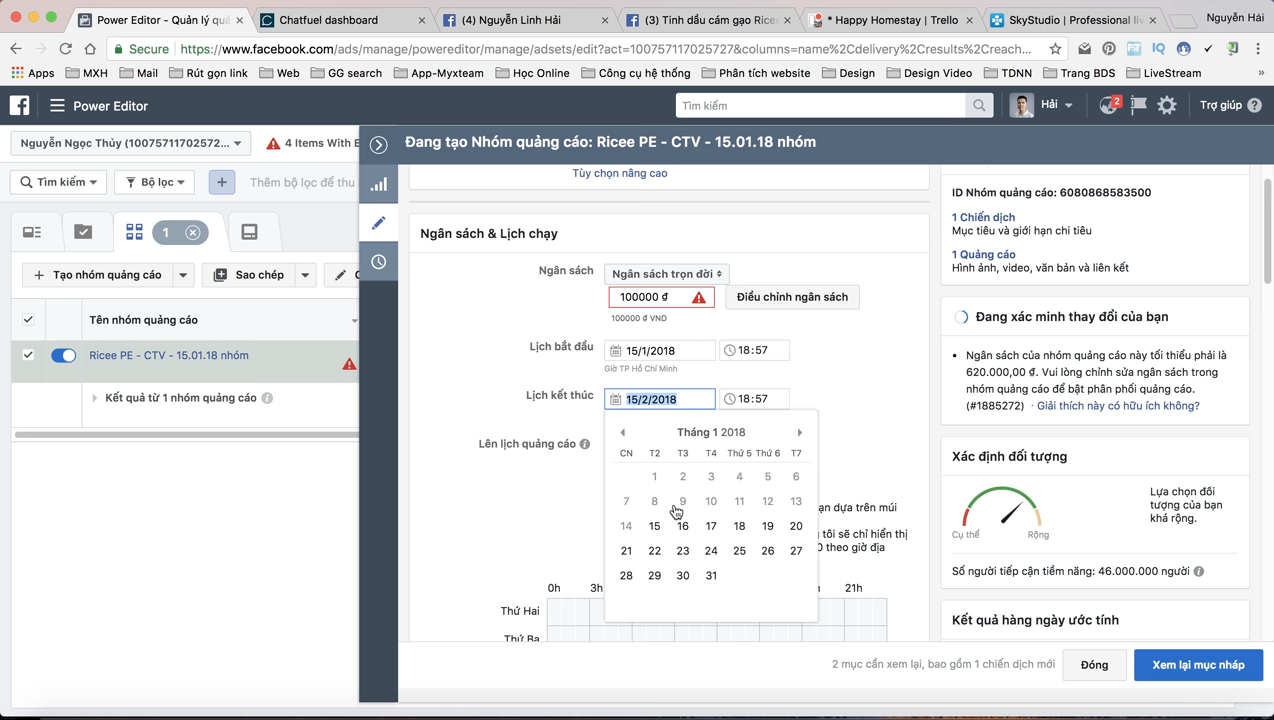 Power Editor - Quản lý quả
Chatfuel dashboard
(4) Nguyễn Linh Hải
(3) Tinh dầu cám gạo Ricee
* Happy Homestay | Trello
SkyStudio | Professional liv
Nguyễn Hải
Secure
https://www.facebook.com/ads/manage/powereditor/manage/adsets/edit?act=100757117025727&columns=name%2Cdelivery%2Cresults%2Creach...
Apps
MXH
Mail
Rút gọn link
Web
GG search
App-Myxteam
Học Online
Công cụ hệ thống
Phân tích website
Design
Design Video
TDNN
Trang BDS
LiveStream
»
Power Editor
Tìm kiếm
Hải
2
Trợ giúp
Nguyễn Ngọc Thủy (10075711702572...
4 Items With E
Đang tạo Nhóm quảng cáo: Ricee PE - CTV - 15.01.18 nhóm
Tìm kiếm
Bộ lọc
Thêm bộ lọc để thu
Tùy chọn nâng cao
1
Tạo nhóm quảng cáo
Sao chép
Tên nhóm quảng cáo
Ricee PE - CTV - 15.01.18 nhóm
Kết quả từ 1 nhóm quảng cáo
Ngân sách & Lịch chạy
Ngân sách
Ngân sách trọn đời
100000 ₫
Điều chỉnh ngân sách
100000 ₫ VND
Lịch bắt đầu
15/1/2018
18:57
Giờ TP Hồ Chí Minh
Lịch kết thúc
15/2/2018
18:57
Lên lịch quảng cáo
Tháng 1 2018
CN T2 T3 T4 Thứ 5 Thứ 6 T7
1 2 3 4 5 6
7 8 9 10 11 12 13
14 15 16 17 18 19 20
21 22 23 24 25 26 27
28 29 30 31
ạn dựa trên múi
tôi sẽ chỉ hiển thị
0 theo giờ địa
0h 3h 21h
Thứ Hai
Thứ Ba
ID Nhóm quảng cáo: 6080868583500
1 Chiến dịch
Mục tiêu và giới hạn chi tiêu
1 Quảng cáo
Hình ảnh, video, văn bản và liên kết
Đang xác minh thay đổi của bạn
• Ngân sách của nhóm quảng cáo này tối thiểu phải là
620.000,00 ₫. Vui lòng chỉnh sửa ngân sách trong
nhóm quảng cáo để bật phân phối quảng cáo.
(#1885272) · Giải thích này có hữu ích không?
Xác định đối tượng
Cụ thể
Rộng
Lựa chọn đối
tượng của bạn
khá rộng.
Số người tiếp cận tiềm năng: 46.000.000 người
Kết quả hàng ngày ước tính
2 mục cần xem lại, bao gồm 1 chiến dịch mới
Đóng
Xem lại mục nháp